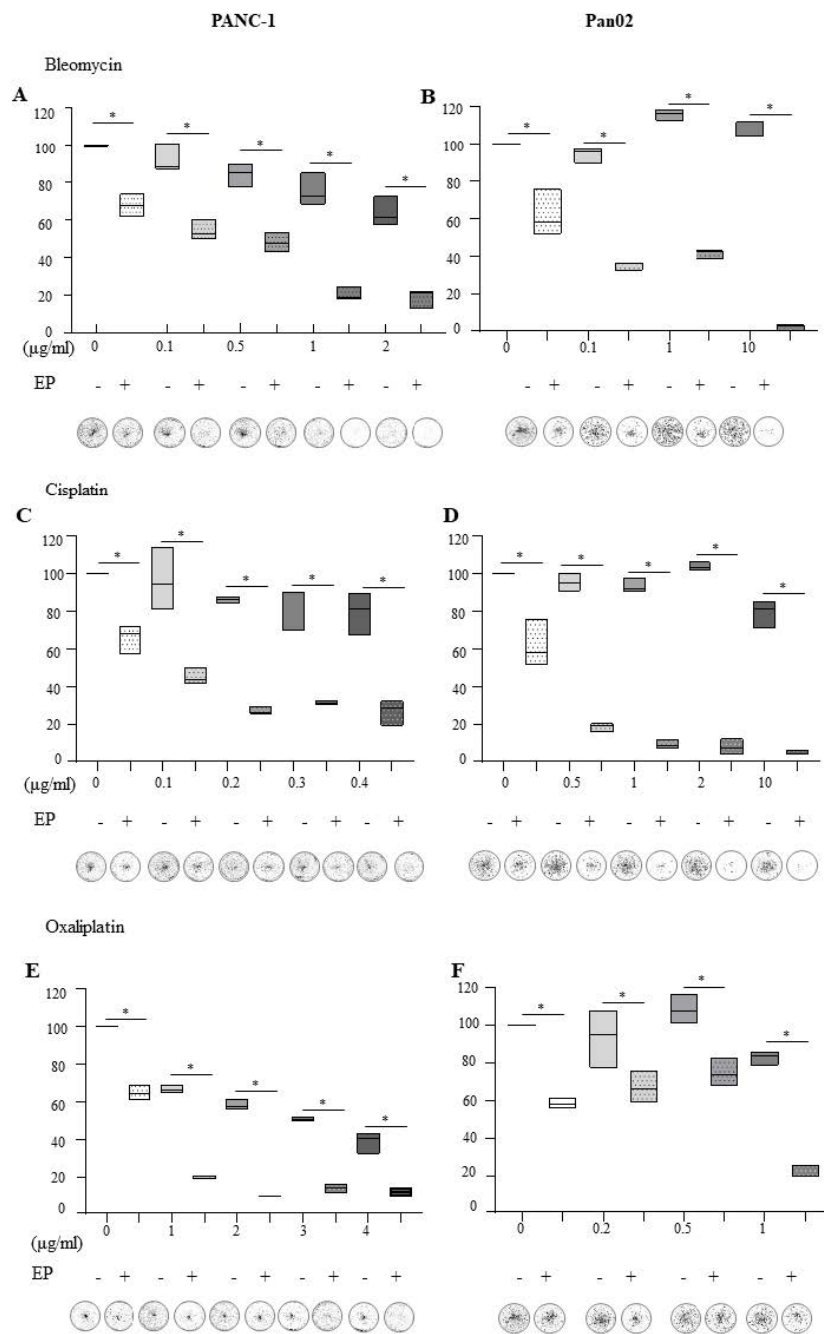 PANC-1 Pan02
Bleomycin
A B
120 * * * * *
100
80
60
40
20
0
(µg/ml) 0 0.1 0.5 1 2
EP - + - + - + - + - +
120 * * * *
100
80
60
40
20
0
0 0.1 1 10
- + - + - + - +
Cisplatin
C D
120 * * * * *
100
80
60
40
20
0
(µg/ml) 0 0.1 0.2 0.3 0.4
EP - + - + - + - + - +
120 * * * * *
100
80
60
40
20
0
0 0.5 1 2 10
- + - + - + - + - +
Oxaliplatin
E F
120 * * * * *
100
80
60
40
20
0
(µg/ml) 0 1 2 3 4
EP - + - + - + - + - +
120 * * * *
100
80
60
40
20
0
0 0.2 0.5 1
- + - + - + - +